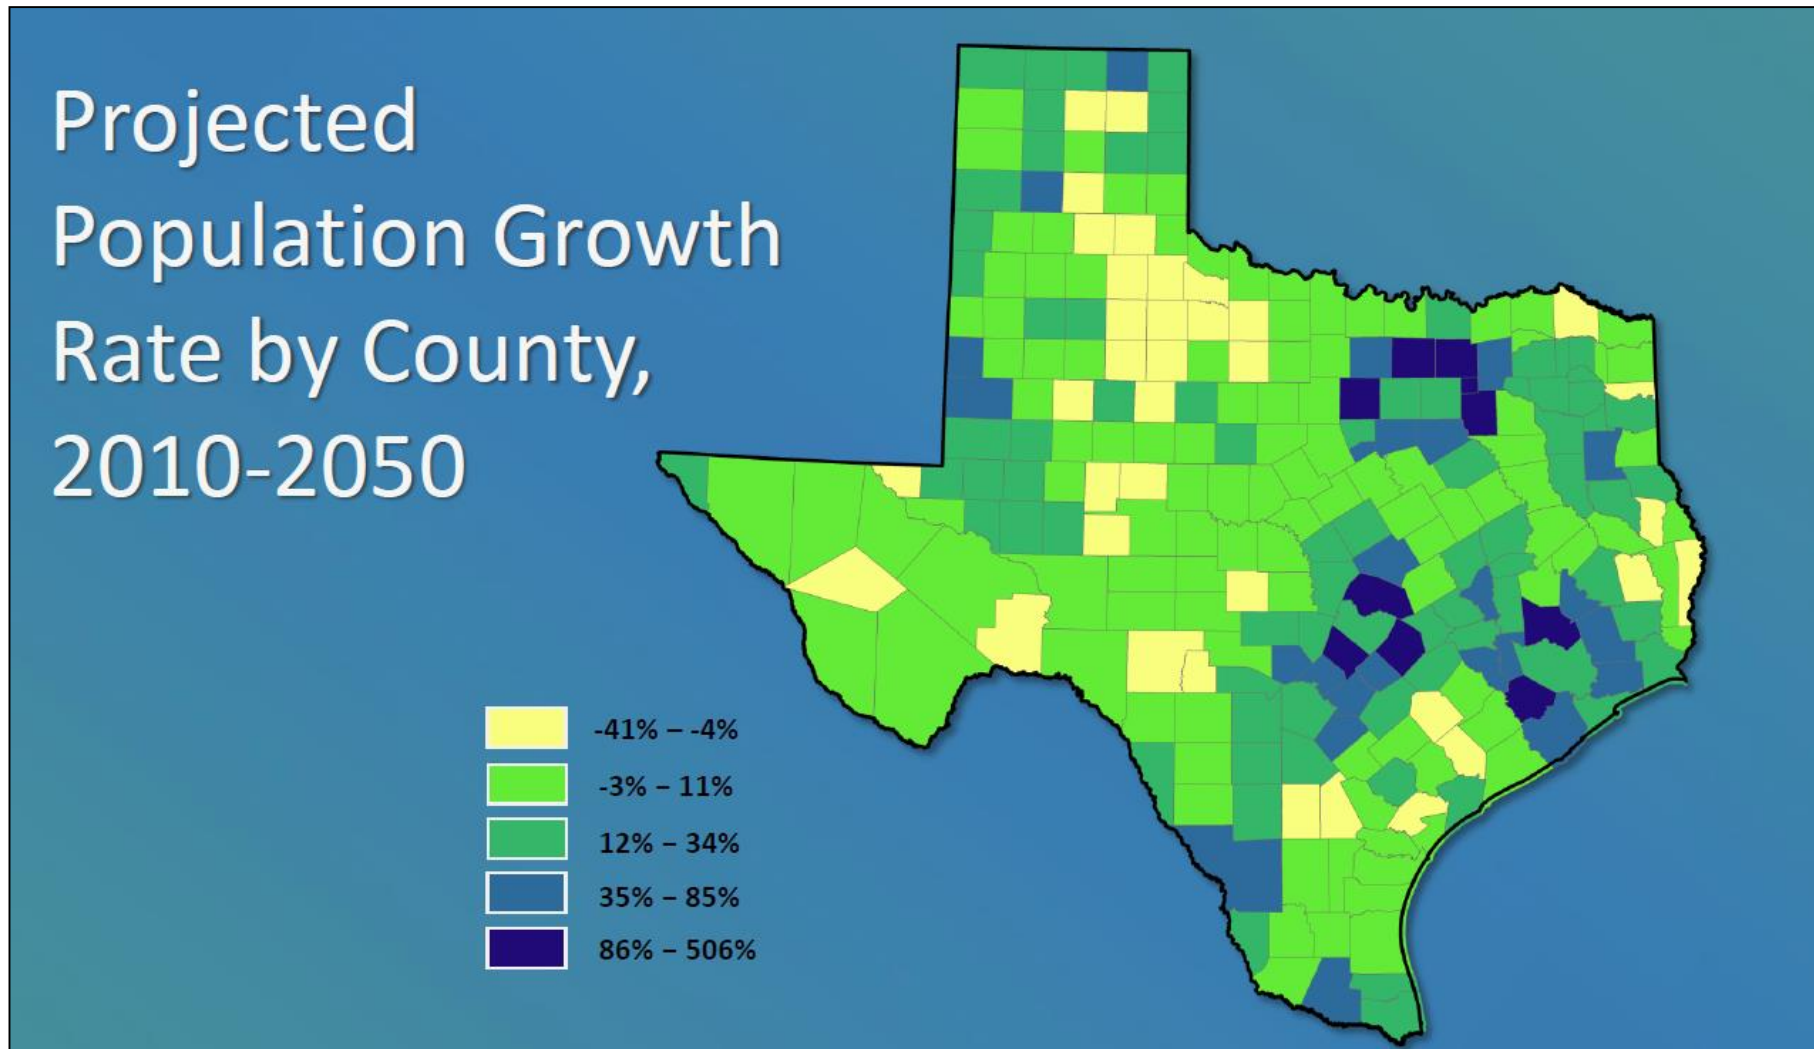 Projected
Population Growth
Rate by County,
2010-2050
-41% – -4%
-3% – 11%
12% – 34%
35% – 85%
86% – 506%